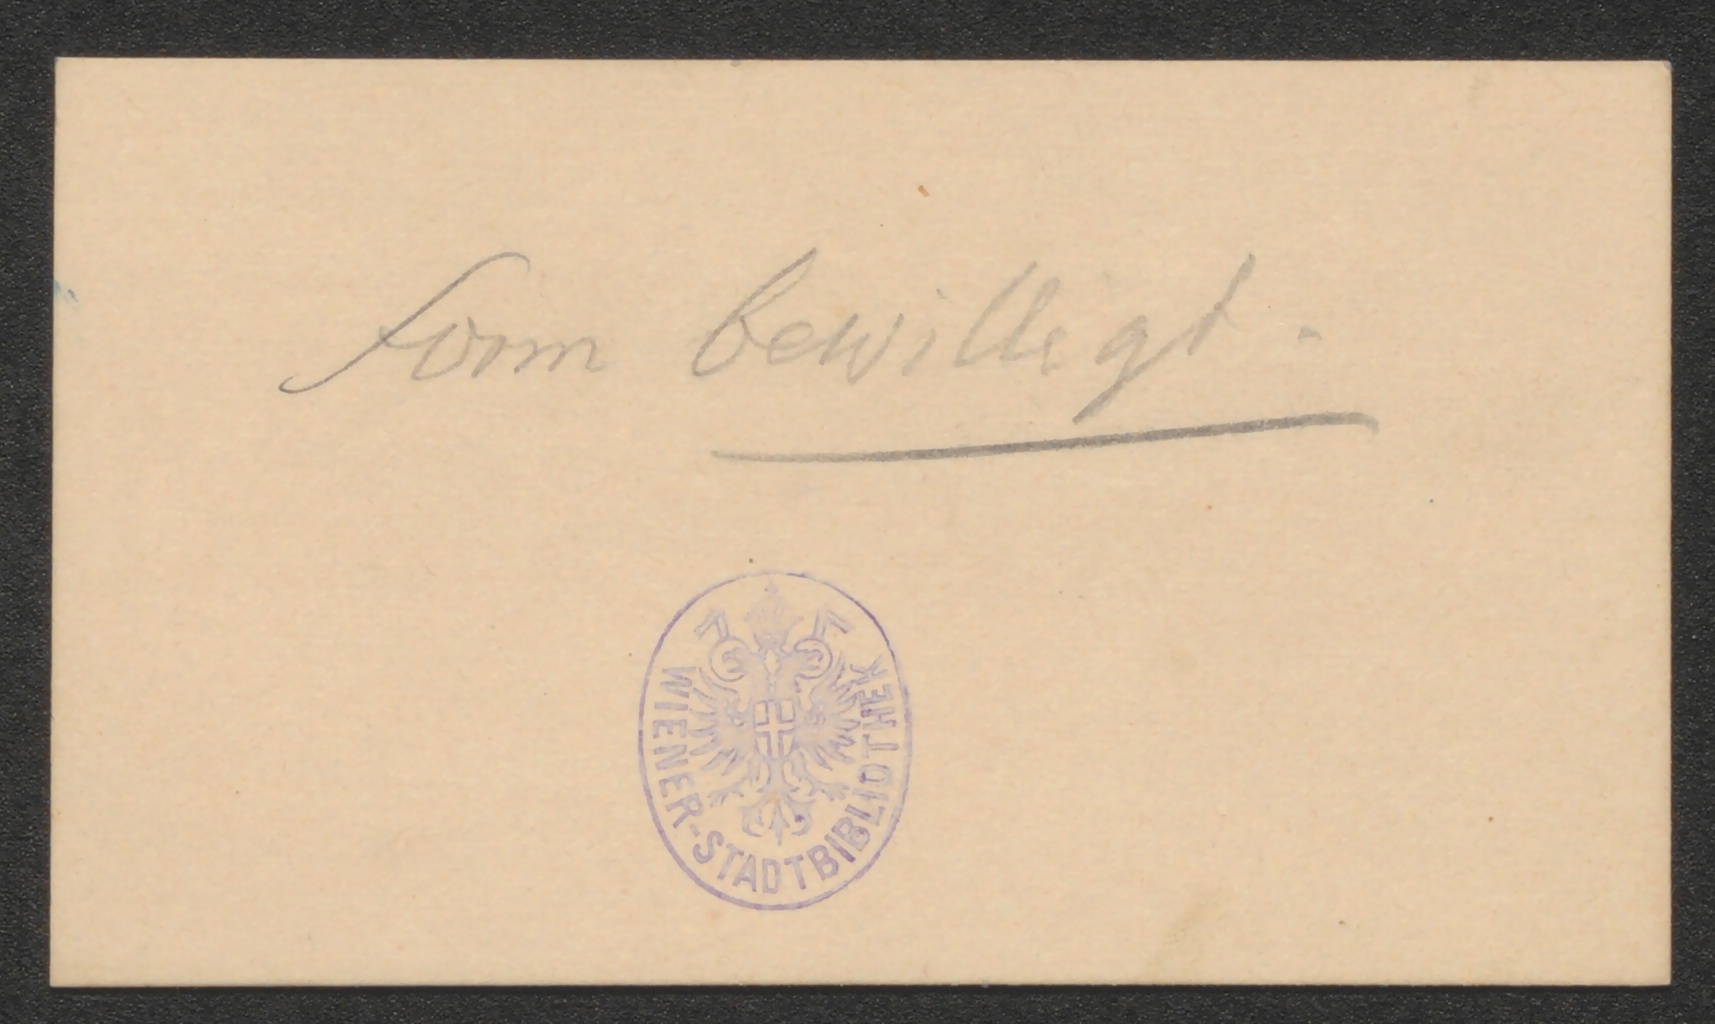 form bewilligt.
WIENER-STADTBIBLIOTHEK